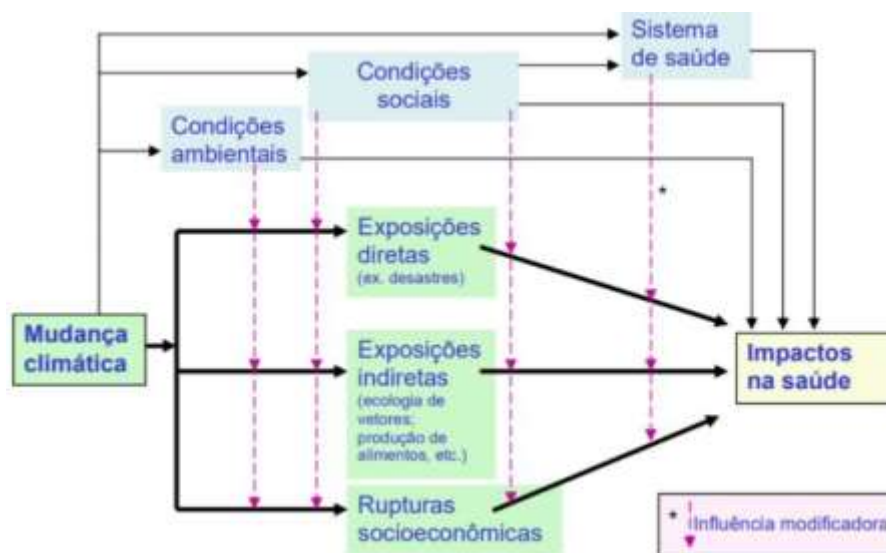 Sistema
de saúde
Condições
sociais
Condições
ambientais
*
Exposições
diretas
(ex. desastres)
Mudança
climática
Exposições
indiretas
(ecologia de
vetores;
produção de
alimentos, etc.)
Impactos
na saúde
Rupturas
socioeconômicas
* Influência modificadora